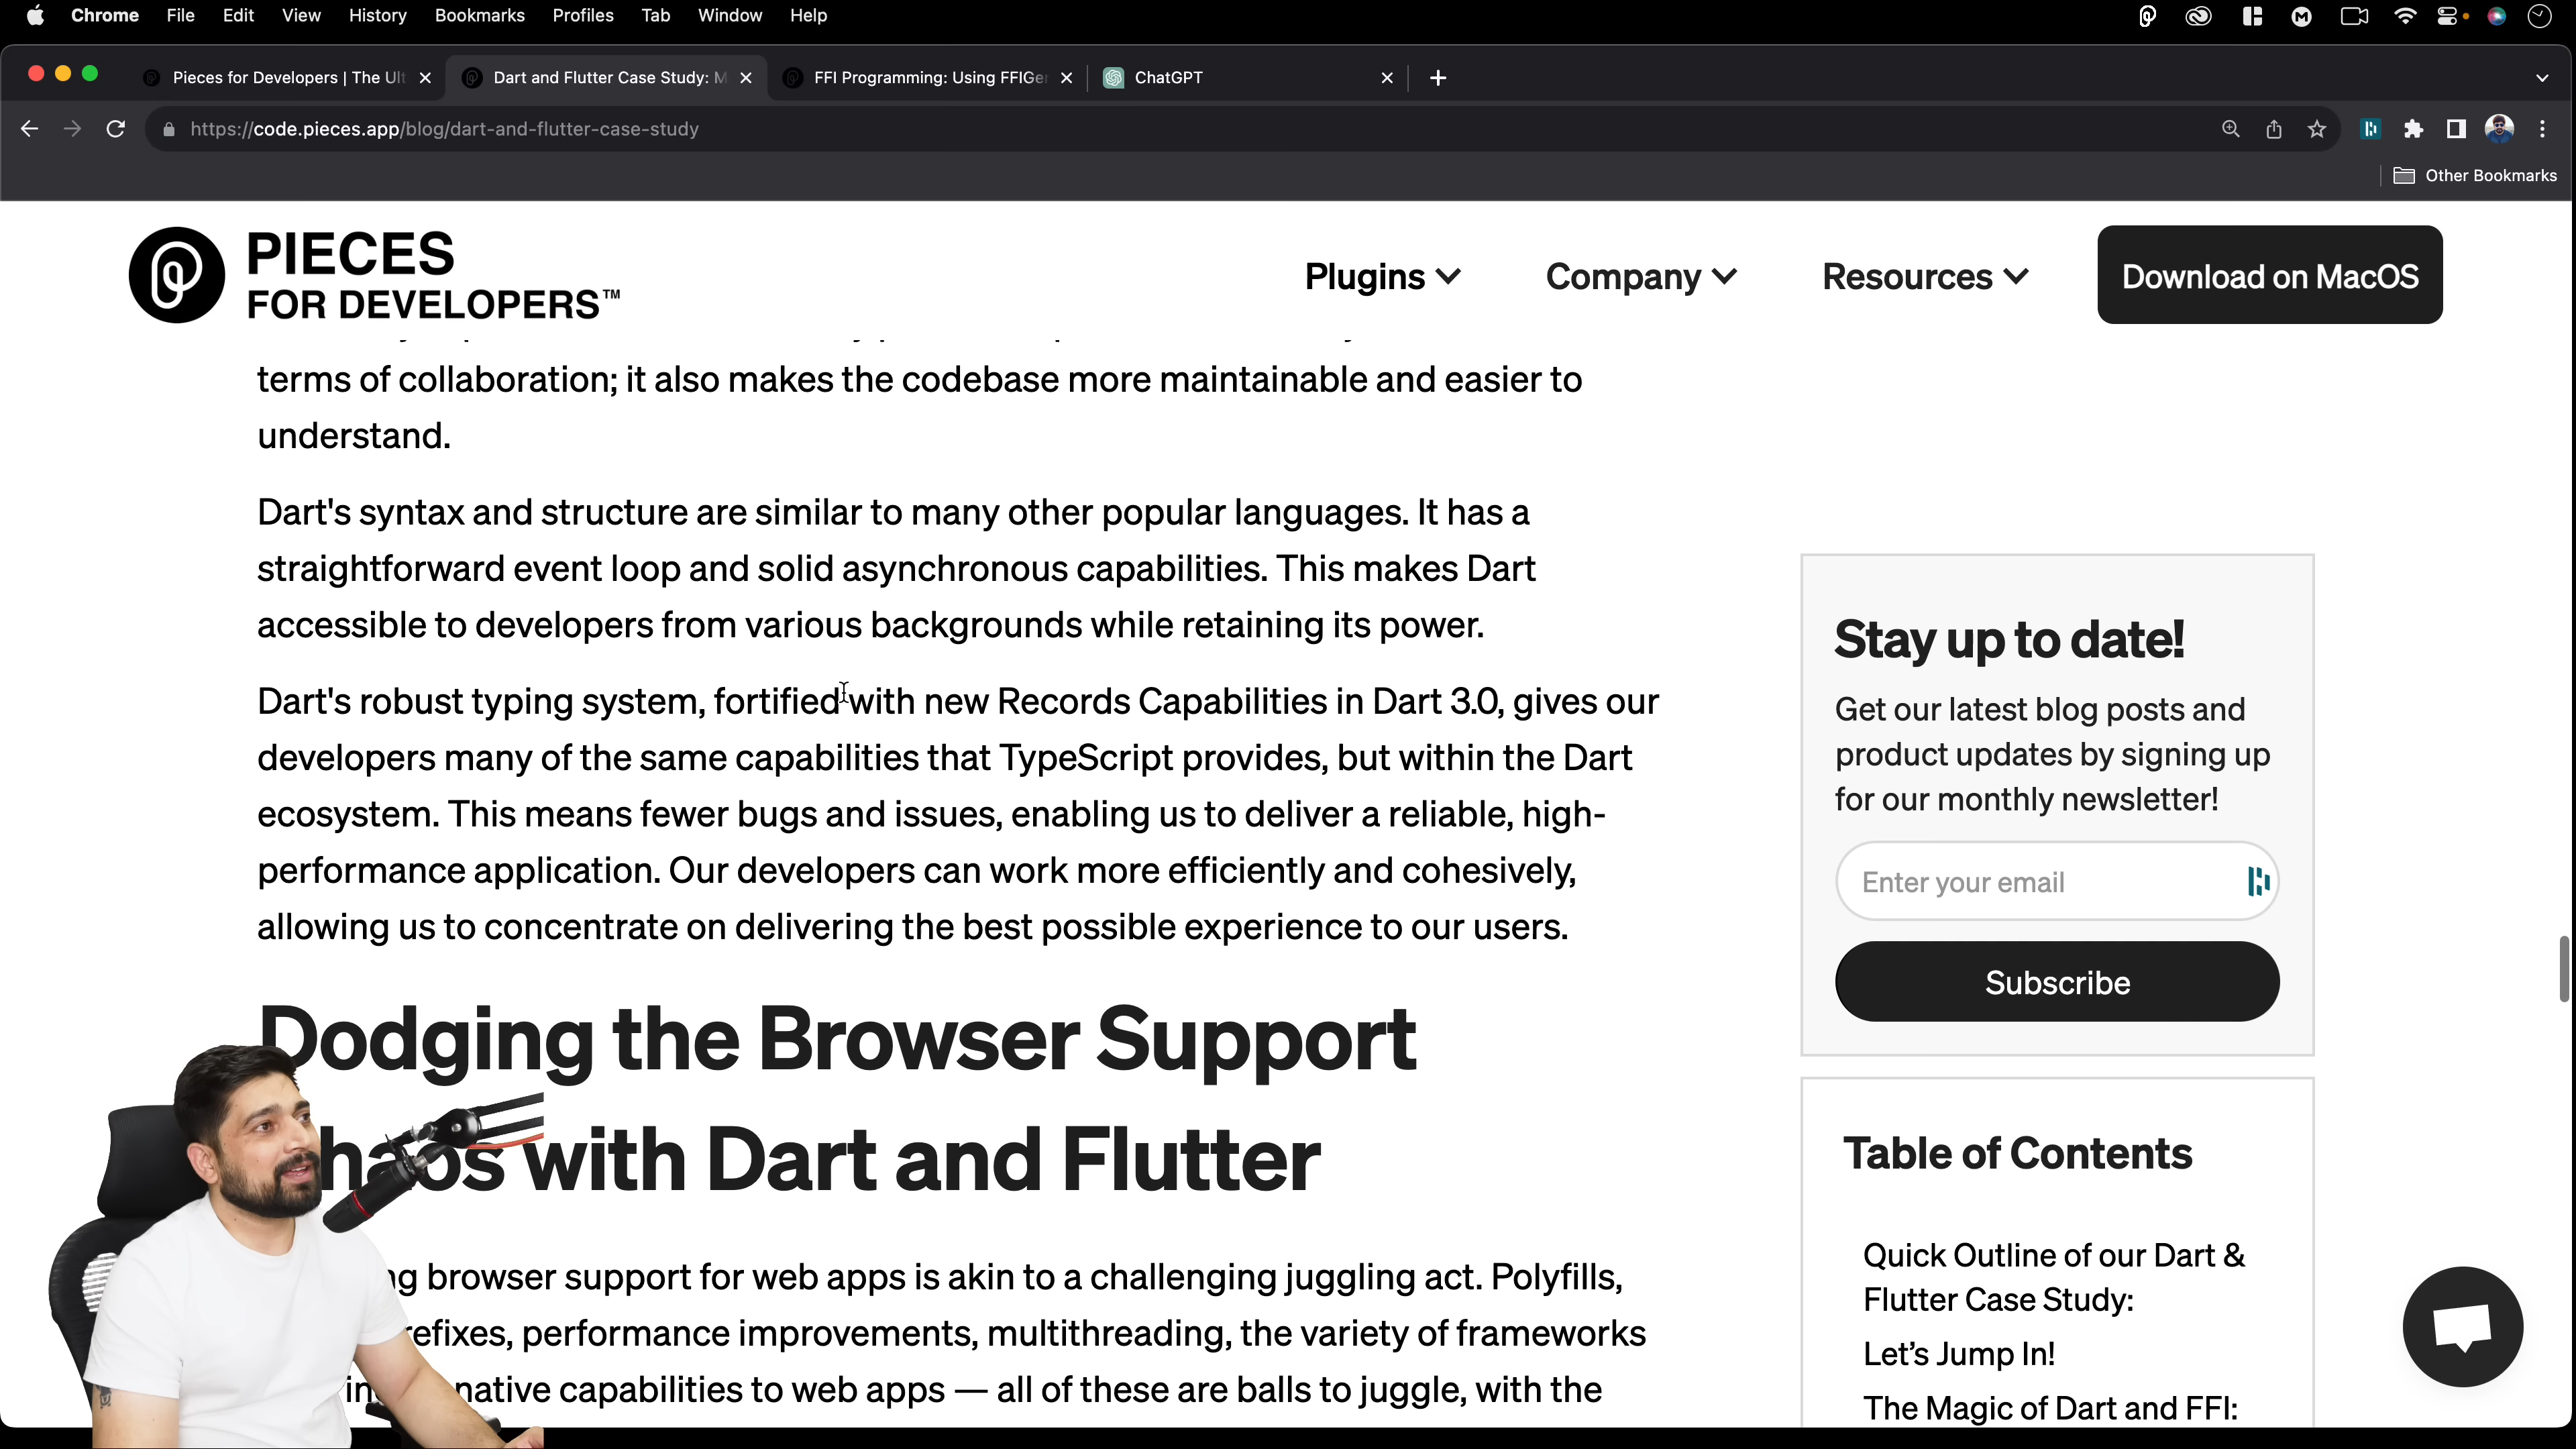 Chrome File Edit View History Bookmarks Profiles Tab Window Help
Pieces for Developers | The Ult
Dart and Flutter Case Study: M
FFI Programming: Using FFIGer
ChatGPT
https://code.pieces.app/blog/dart-and-flutter-case-study
Other Bookmarks
PIECES
FOR DEVELOPERS™
Plugins
Company
Resources
Download on MacOS
terms of collaboration; it also makes the codebase more maintainable and easier to
understand.
Dart's syntax and structure are similar to many other popular languages. It has a
straightforward event loop and solid asynchronous capabilities. This makes Dart
accessible to developers from various backgrounds while retaining its power.
Dart's robust typing system, fortified with new Records Capabilities in Dart 3.0, gives our
developers many of the same capabilities that TypeScript provides, but within the Dart
ecosystem. This means fewer bugs and issues, enabling us to deliver a reliable, high-
performance application. Our developers can work more efficiently and cohesively,
allowing us to concentrate on delivering the best possible experience to our users.
Dodging the Browser Support
haos with Dart and Flutter
ng browser support for web apps is akin to a challenging juggling act. Polyfills,
refixes, performance improvements, multithreading, the variety of frameworks
native capabilities to web apps — all of these are balls to juggle, with the
Stay up to date!
Get our latest blog posts and
product updates by signing up
for our monthly newsletter!
Enter your email
Subscribe
Table of Contents
Quick Outline of our Dart &
Flutter Case Study:
Let's Jump In!
The Magic of Dart and FFI: